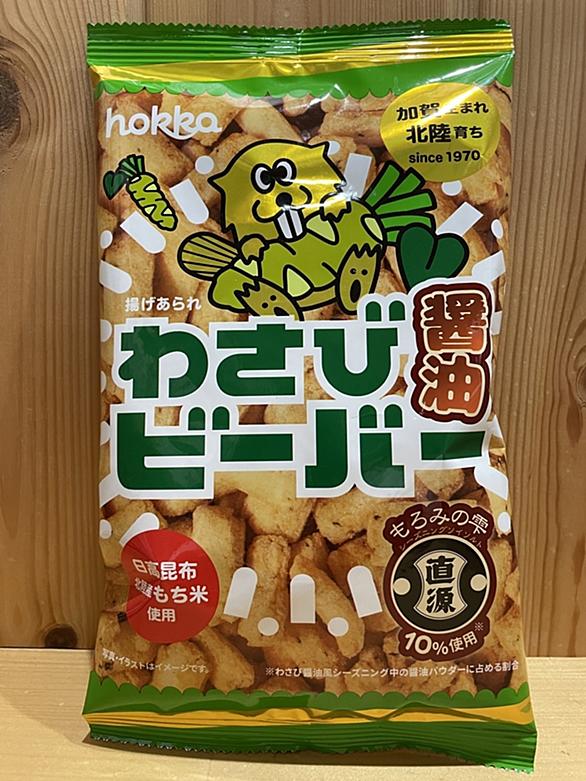 hokka
加賀生まれ
北陸育ち
since 1970
揚げあられ
わさび
醤油
ビーバー
もろみの雫
シーズニングソイソルト
直源
10%使用※
日高昆布
北陸産もち米
使用
写真・イラストはイメージです。
※わさび醤油風シーズニング中の醤油パウダーに占める割合